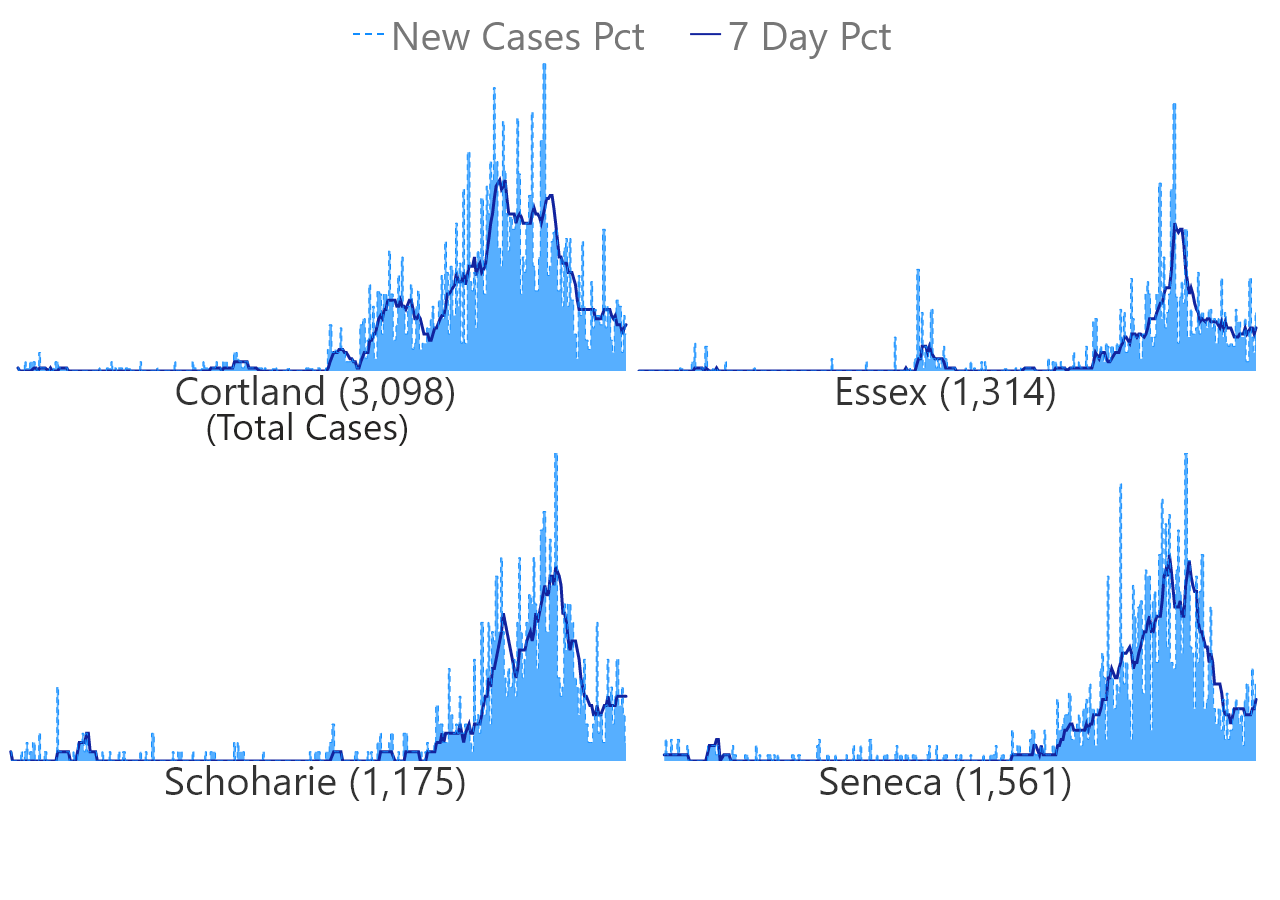 New Cases Pct 7 Day Pct
Cortland (3,098)
(Total Cases)
Essex (1,314)
Schoharie (1,175)
Seneca (1,561)